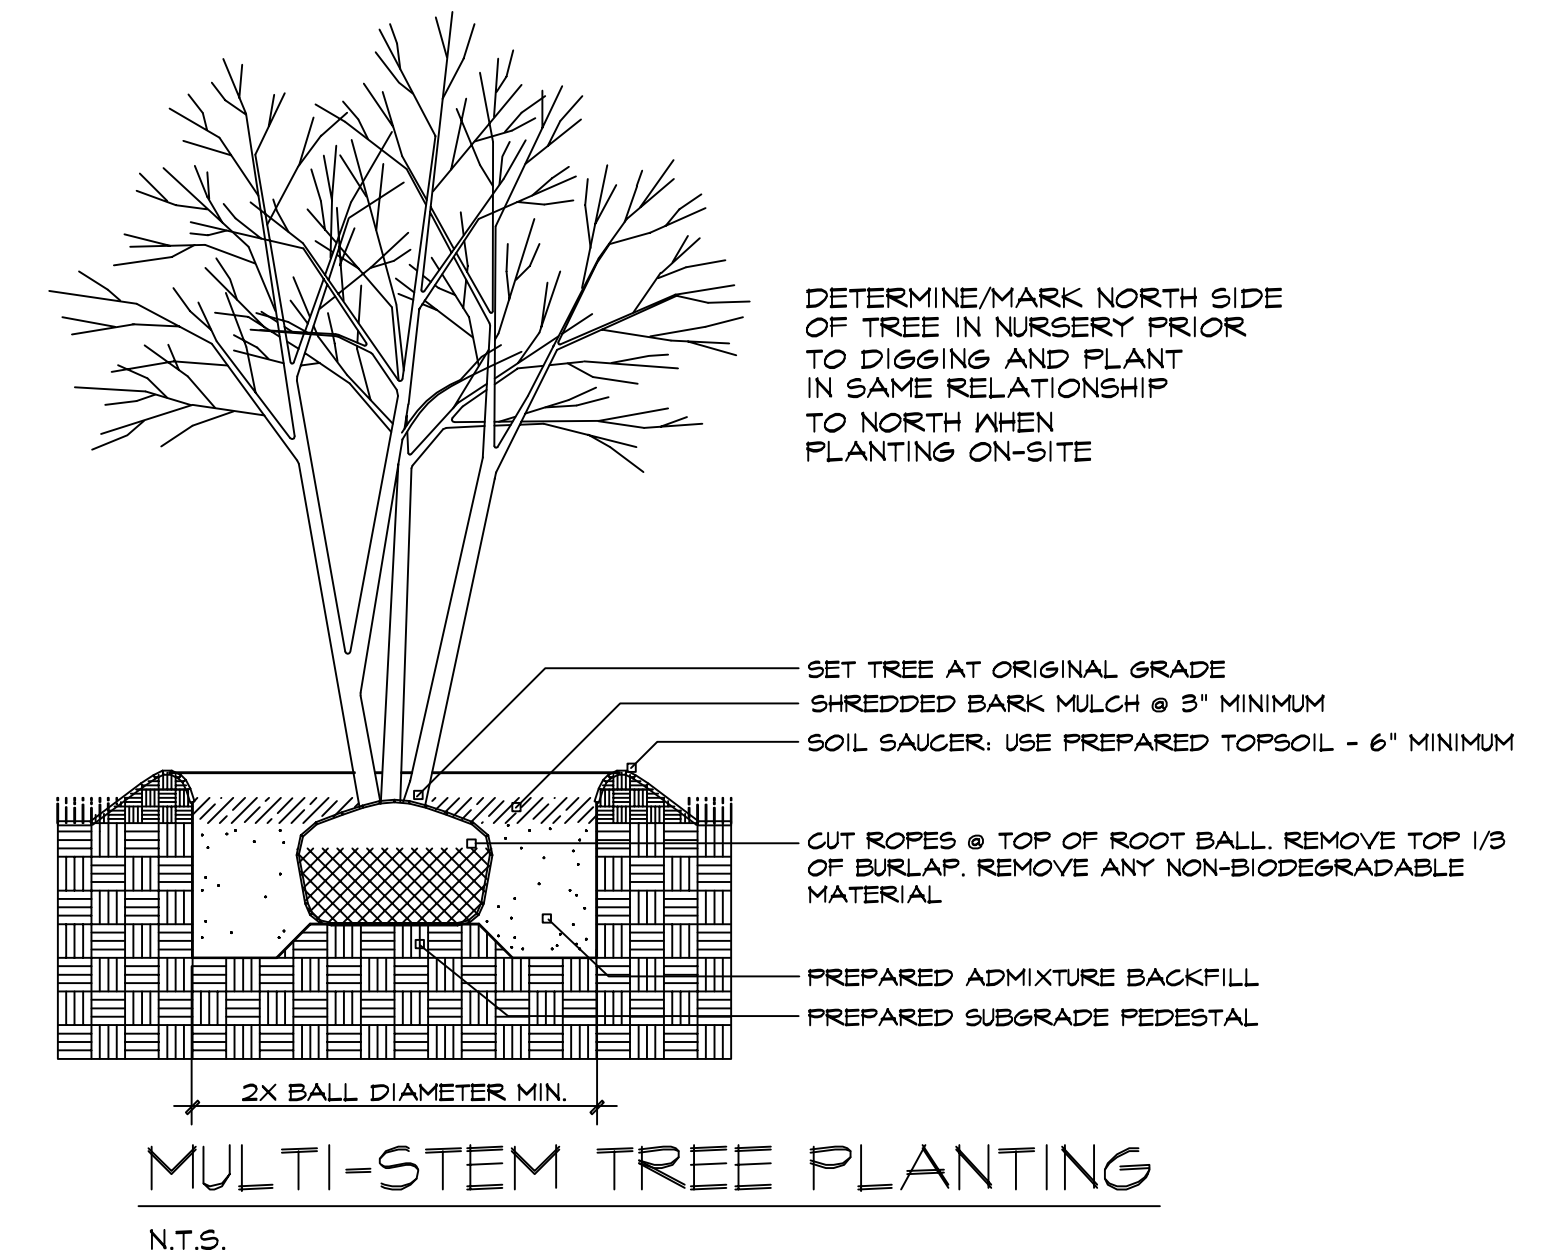 DETERMINE/MARK NORTH SIDE
OF TREE IN NURSERY PRIOR
TO DIGGING AND PLANT
IN SAME RELATIONSHIP
TO NORTH WHEN
PLANTING ON-SITE
SET TREE AT ORIGINAL GRADE
SHREDDED BARK MULCH @ 3" MINIMUM
SOIL SAUCER: USE PREPARED TOPSOIL - 6" MINIMUM
CUT ROPES @ TOP OF ROOT BALL. REMOVE TOP 1/3
OF BURLAP. REMOVE ANY NON-BIODEGRADABLE
MATERIAL
PREPARED ADMIXTURE BACKFILL
PREPARED SUBGRADE PEDESTAL
2X BALL DIAMETER MIN.
MULTI-STEM TREE PLANTING
N.T.S.